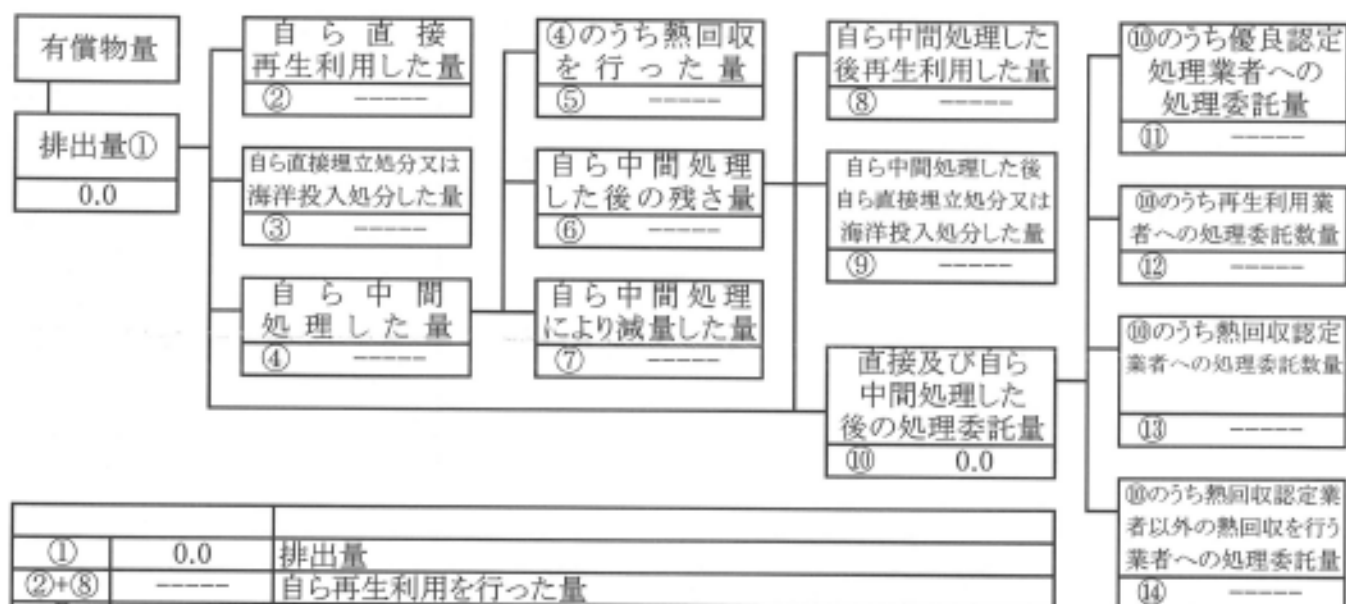 有償物量
排出量①
0.0
自ら直接
再生利用した量
② -----
自ら直接埋立処分又は
海洋投入処分した量
③ -----
自ら中間
処理した量
④ -----
④のうち熱回収
を行った量
⑤ -----
自ら中間処理
した後の残さ量
⑥ -----
自ら中間処理
により減量した量
⑦ -----
自ら中間処理した
後再生利用した量
⑧ -----
自ら中間処理した後
自ら直接埋立処分又は
海洋投入処分した量
⑨ -----
直接及び自ら
中間処理した
後の処理委託量
⑩ 0.0
⑩のうち優良認定
処理業者への
処理委託量
⑪ -----
⑩のうち再生利用業
者への処理委託数量
⑫ -----
⑩のうち熱回収認定
業者への処理委託数量
⑬ -----
⑩のうち熱回収認定業
者以外の熱回収を行う
業者への処理委託量
⑭ -----
① 0.0 排出量
②+⑧ ----- 自ら再生利用を行った量